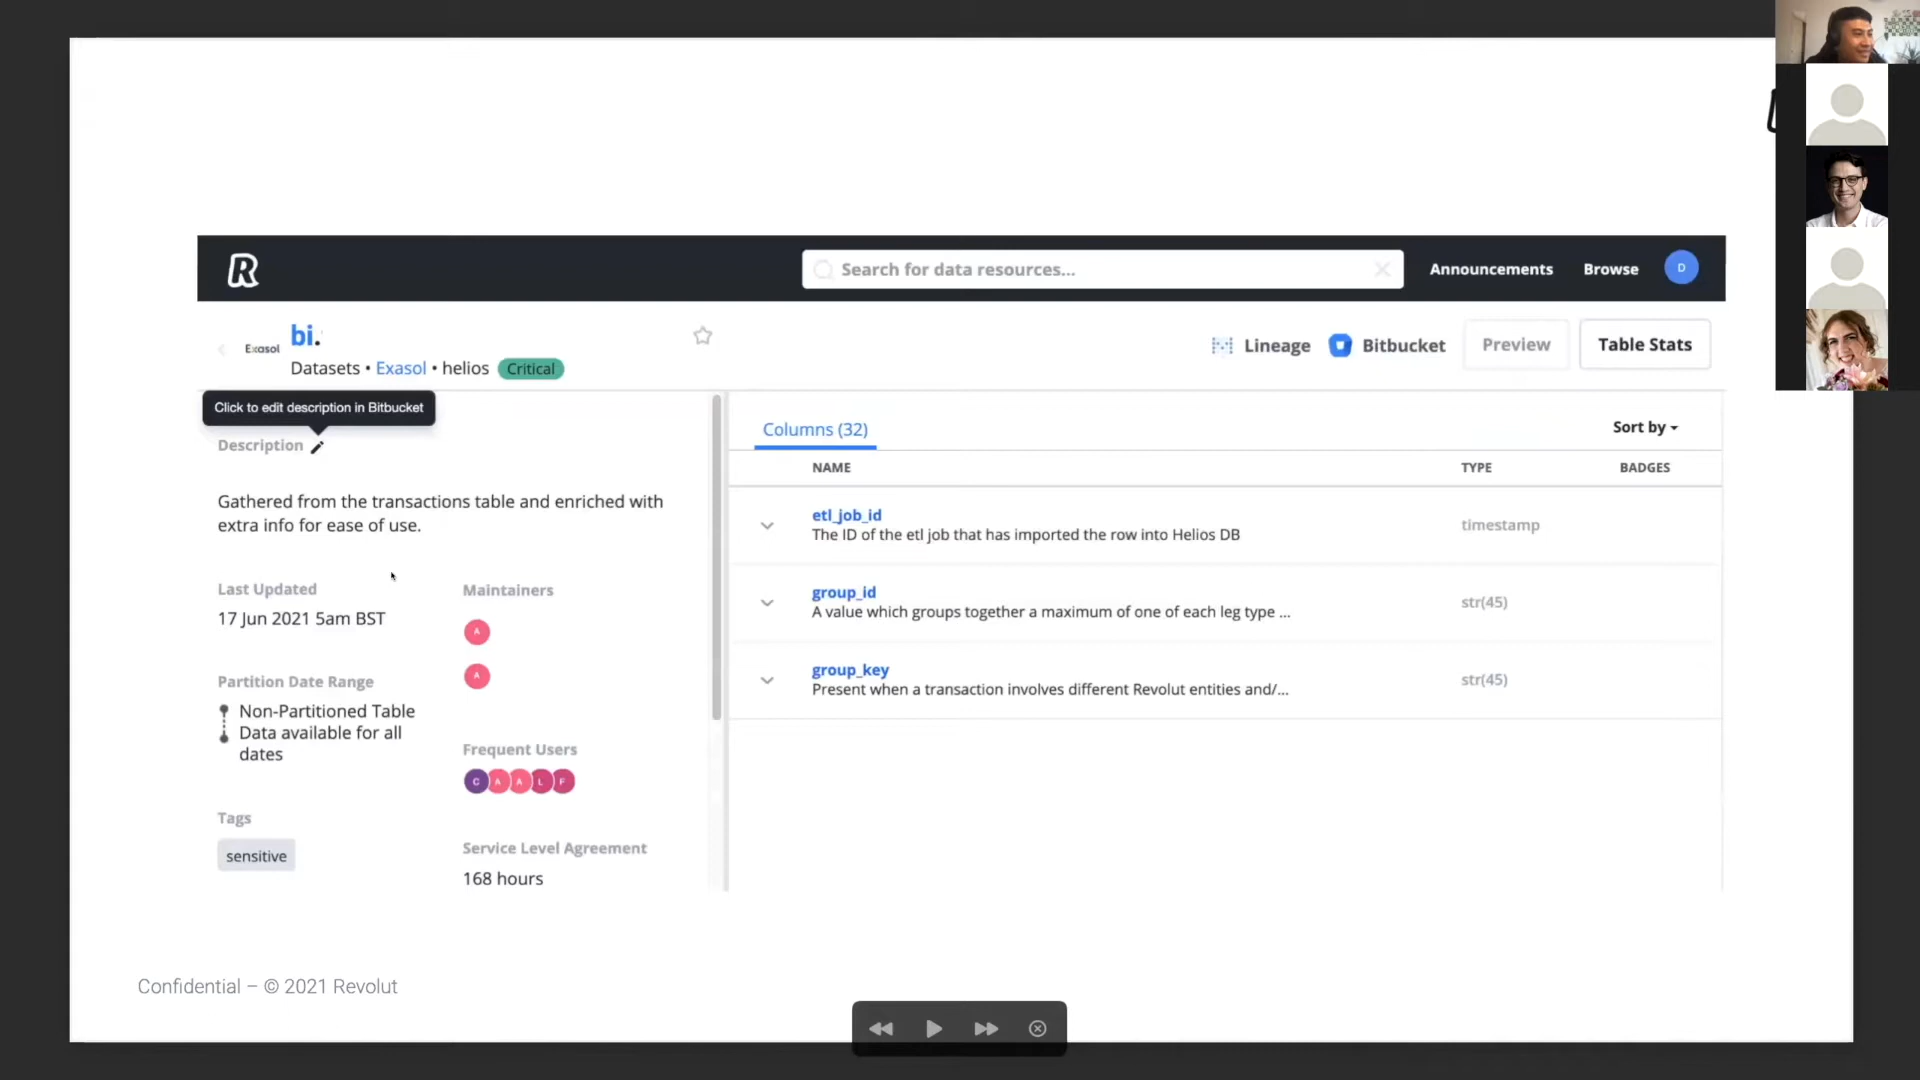 R
Search for data resources...
Announcements
Browse
D
Exasol
bi.
Datasets • Exasol • helios Critical
Lineage
Bitbucket
Preview
Table Stats
Click to edit description in Bitbucket
Description
Gathered from the transactions table and enriched with
extra info for ease of use.
Last Updated
17 Jun 2021 5am BST
Partition Date Range
Non-Partitioned Table
Data available for all
dates
Tags
sensitive
Maintainers
A
A
Frequent Users
C A A L F
Service Level Agreement
168 hours
Columns (32)
Sort by
NAME TYPE BADGES
etl_job_id
The ID of the etl job that has imported the row into Helios DB
timestamp
group_id
A value which groups together a maximum of one of each leg type ...
str(45)
group_key
Present when a transaction involves different Revolut entities and/...
str(45)
Confidential – © 2021 Revolut